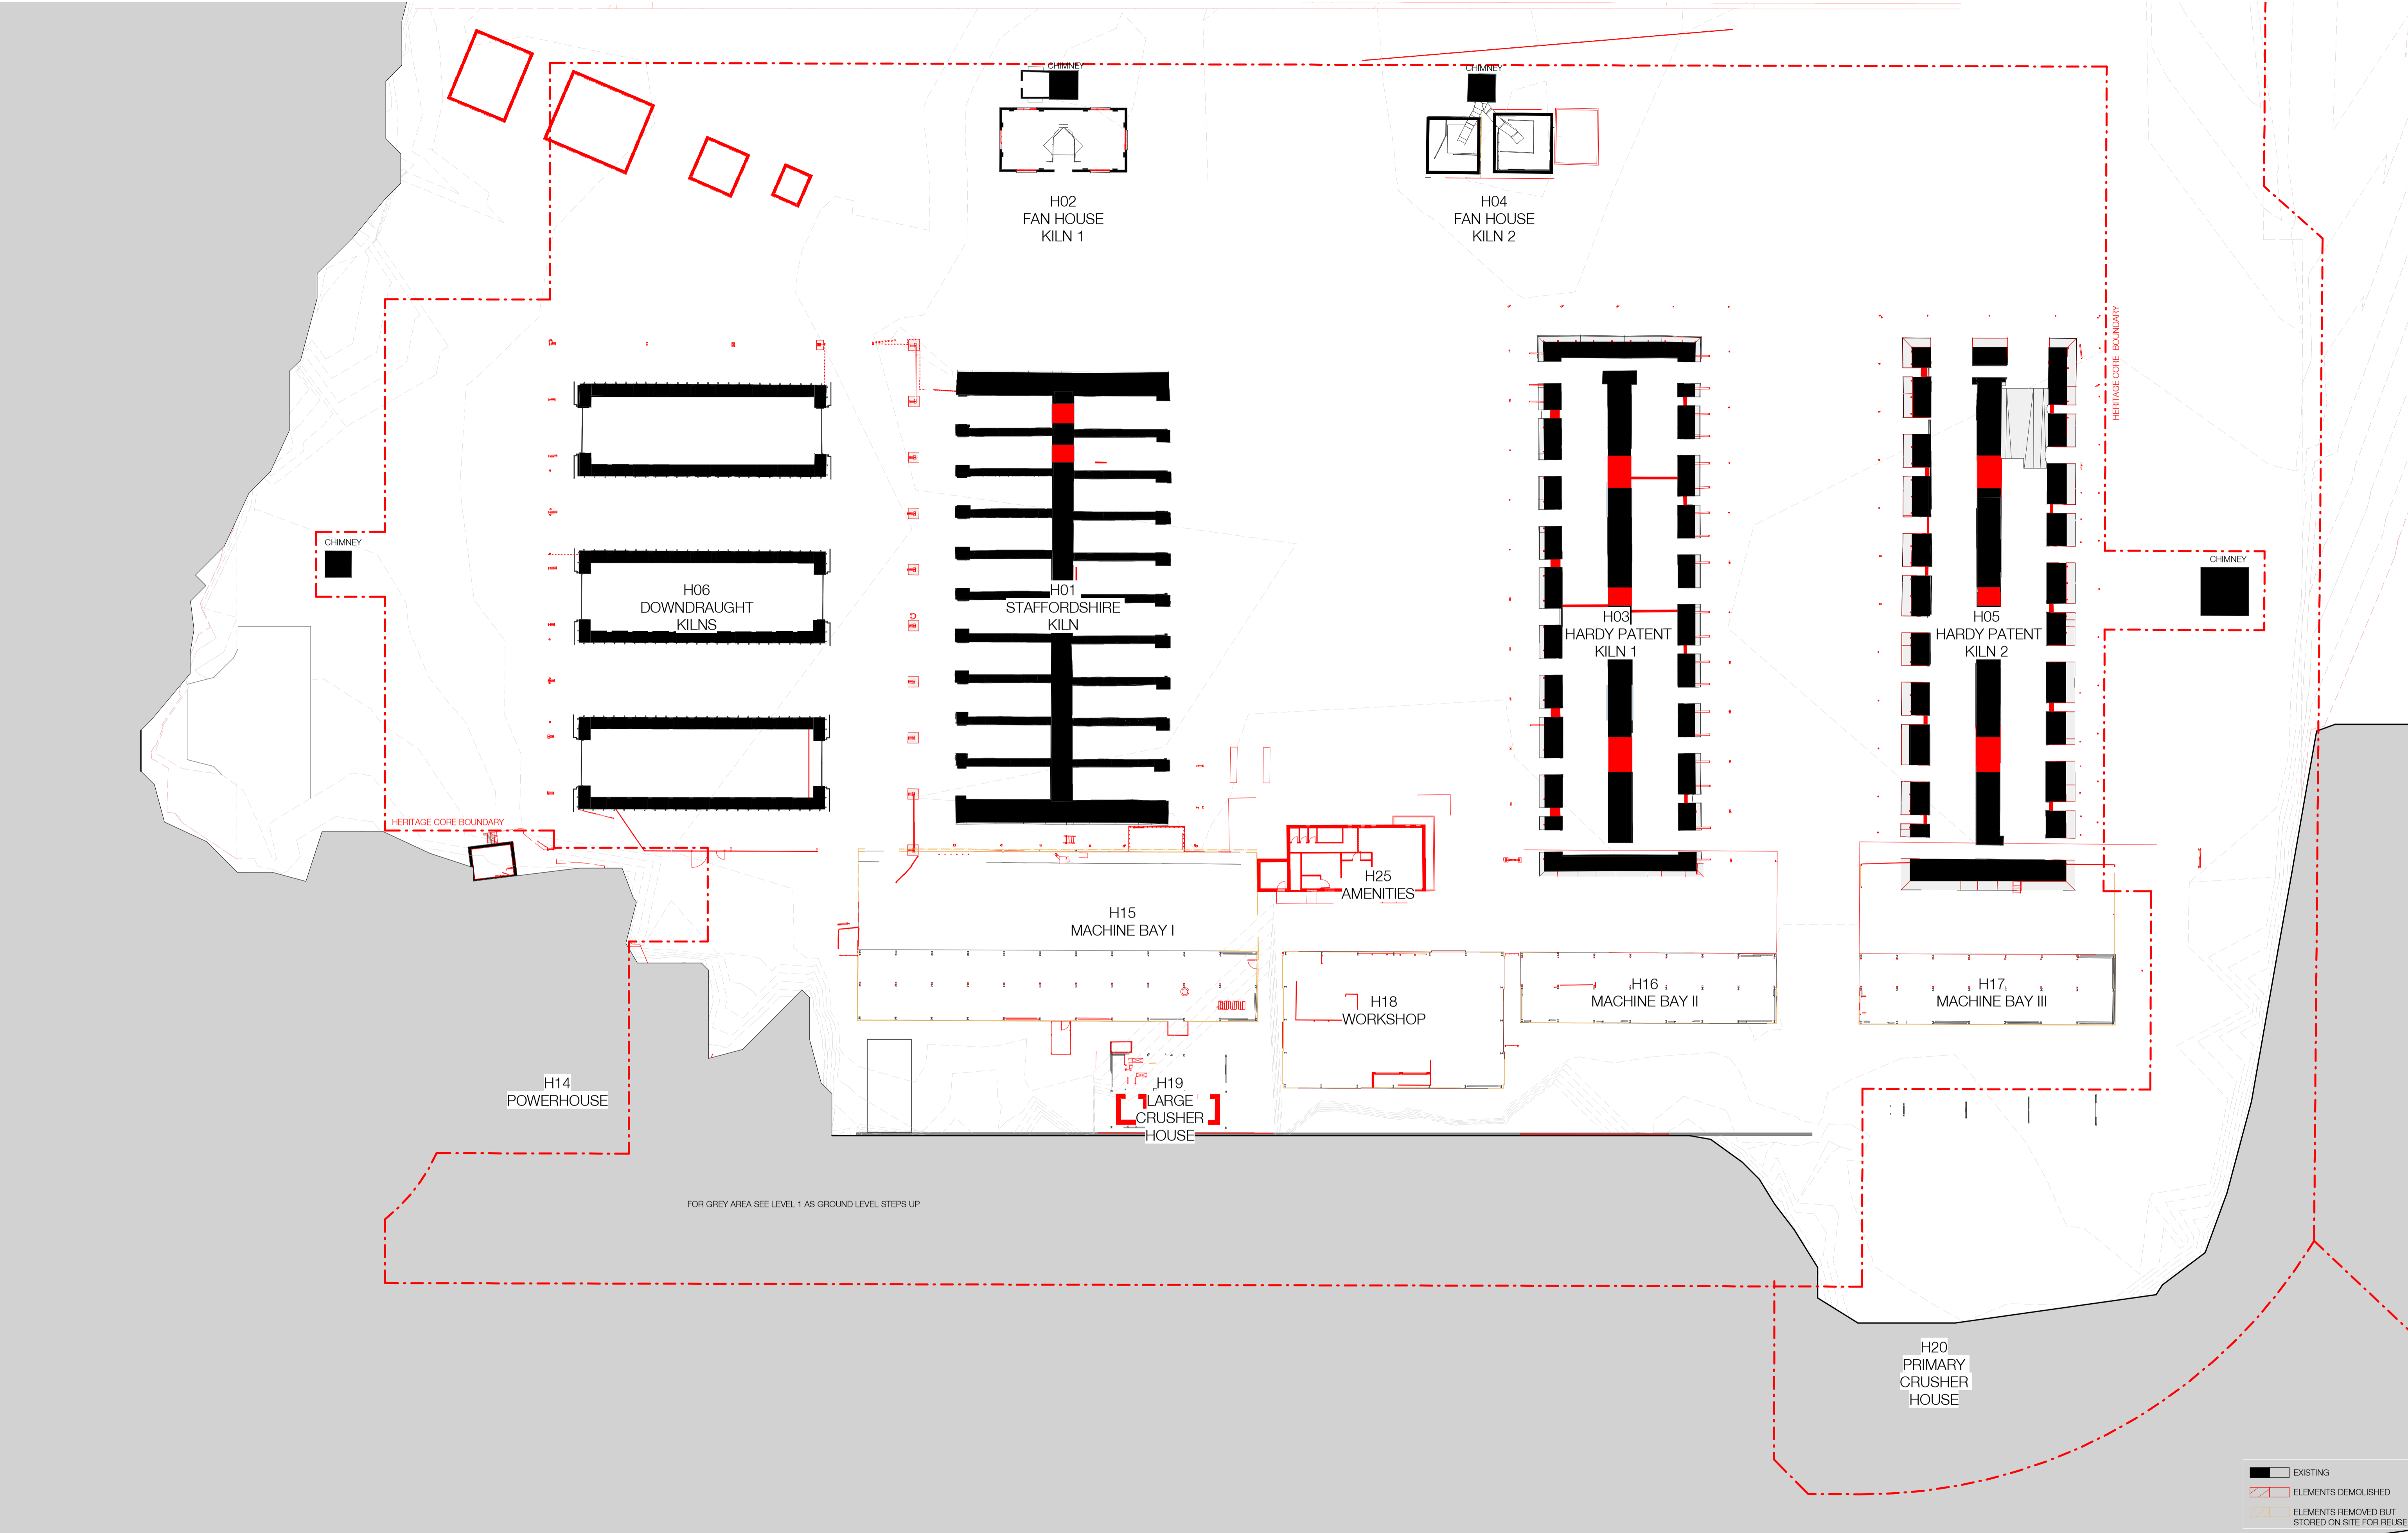 CHIMNEY
CHIMNEY
H02
FAN HOUSE
KILN 1
H04
FAN HOUSE
KILN 2
HERITAGE CORE BOUNDARY
CHIMNEY
CHIMNEY
H06
DOWNDRAUGHT
KILNS
H01
STAFFORDSHIRE
KILN
H03
HARDY PATENT
KILN 1
H05
HARDY PATENT
KILN 2
HERITAGE CORE BOUNDARY
H25
AMENITIES
H15
MACHINE BAY I
H18
WORKSHOP
H16
MACHINE BAY II
H17
MACHINE BAY III
H14
POWERHOUSE
H19
LARGE
CRUSHER
HOUSE
FOR GREY AREA SEE LEVEL 1 AS GROUND LEVEL STEPS UP
H20
PRIMARY
CRUSHER
HOUSE
EXISTING
ELEMENTS DEMOLISHED
ELEMENTS REMOVED BUT
STORED ON SITE FOR REUSE